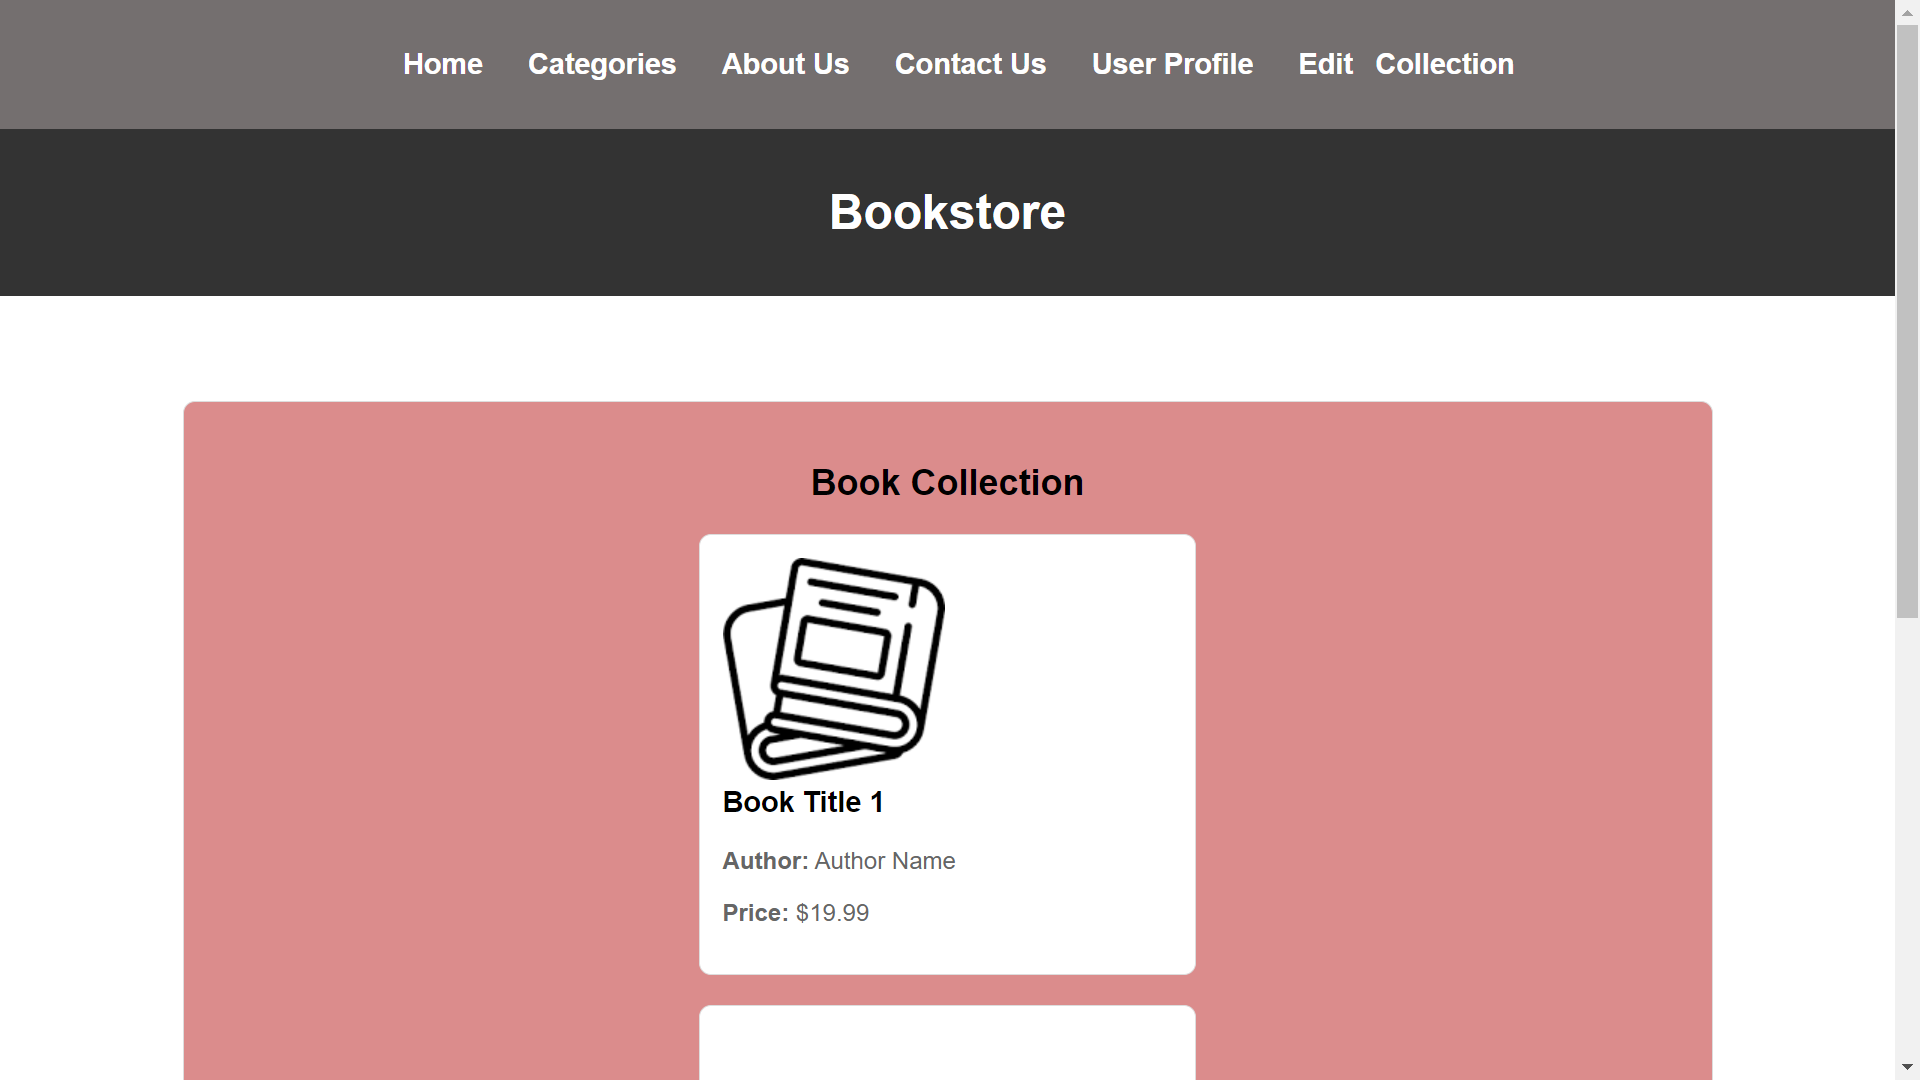 Home Categories About Us Contact Us User Profile Edit Collection
Bookstore
Book Collection
Book Title 1
Author: Author Name
Price: $19.99